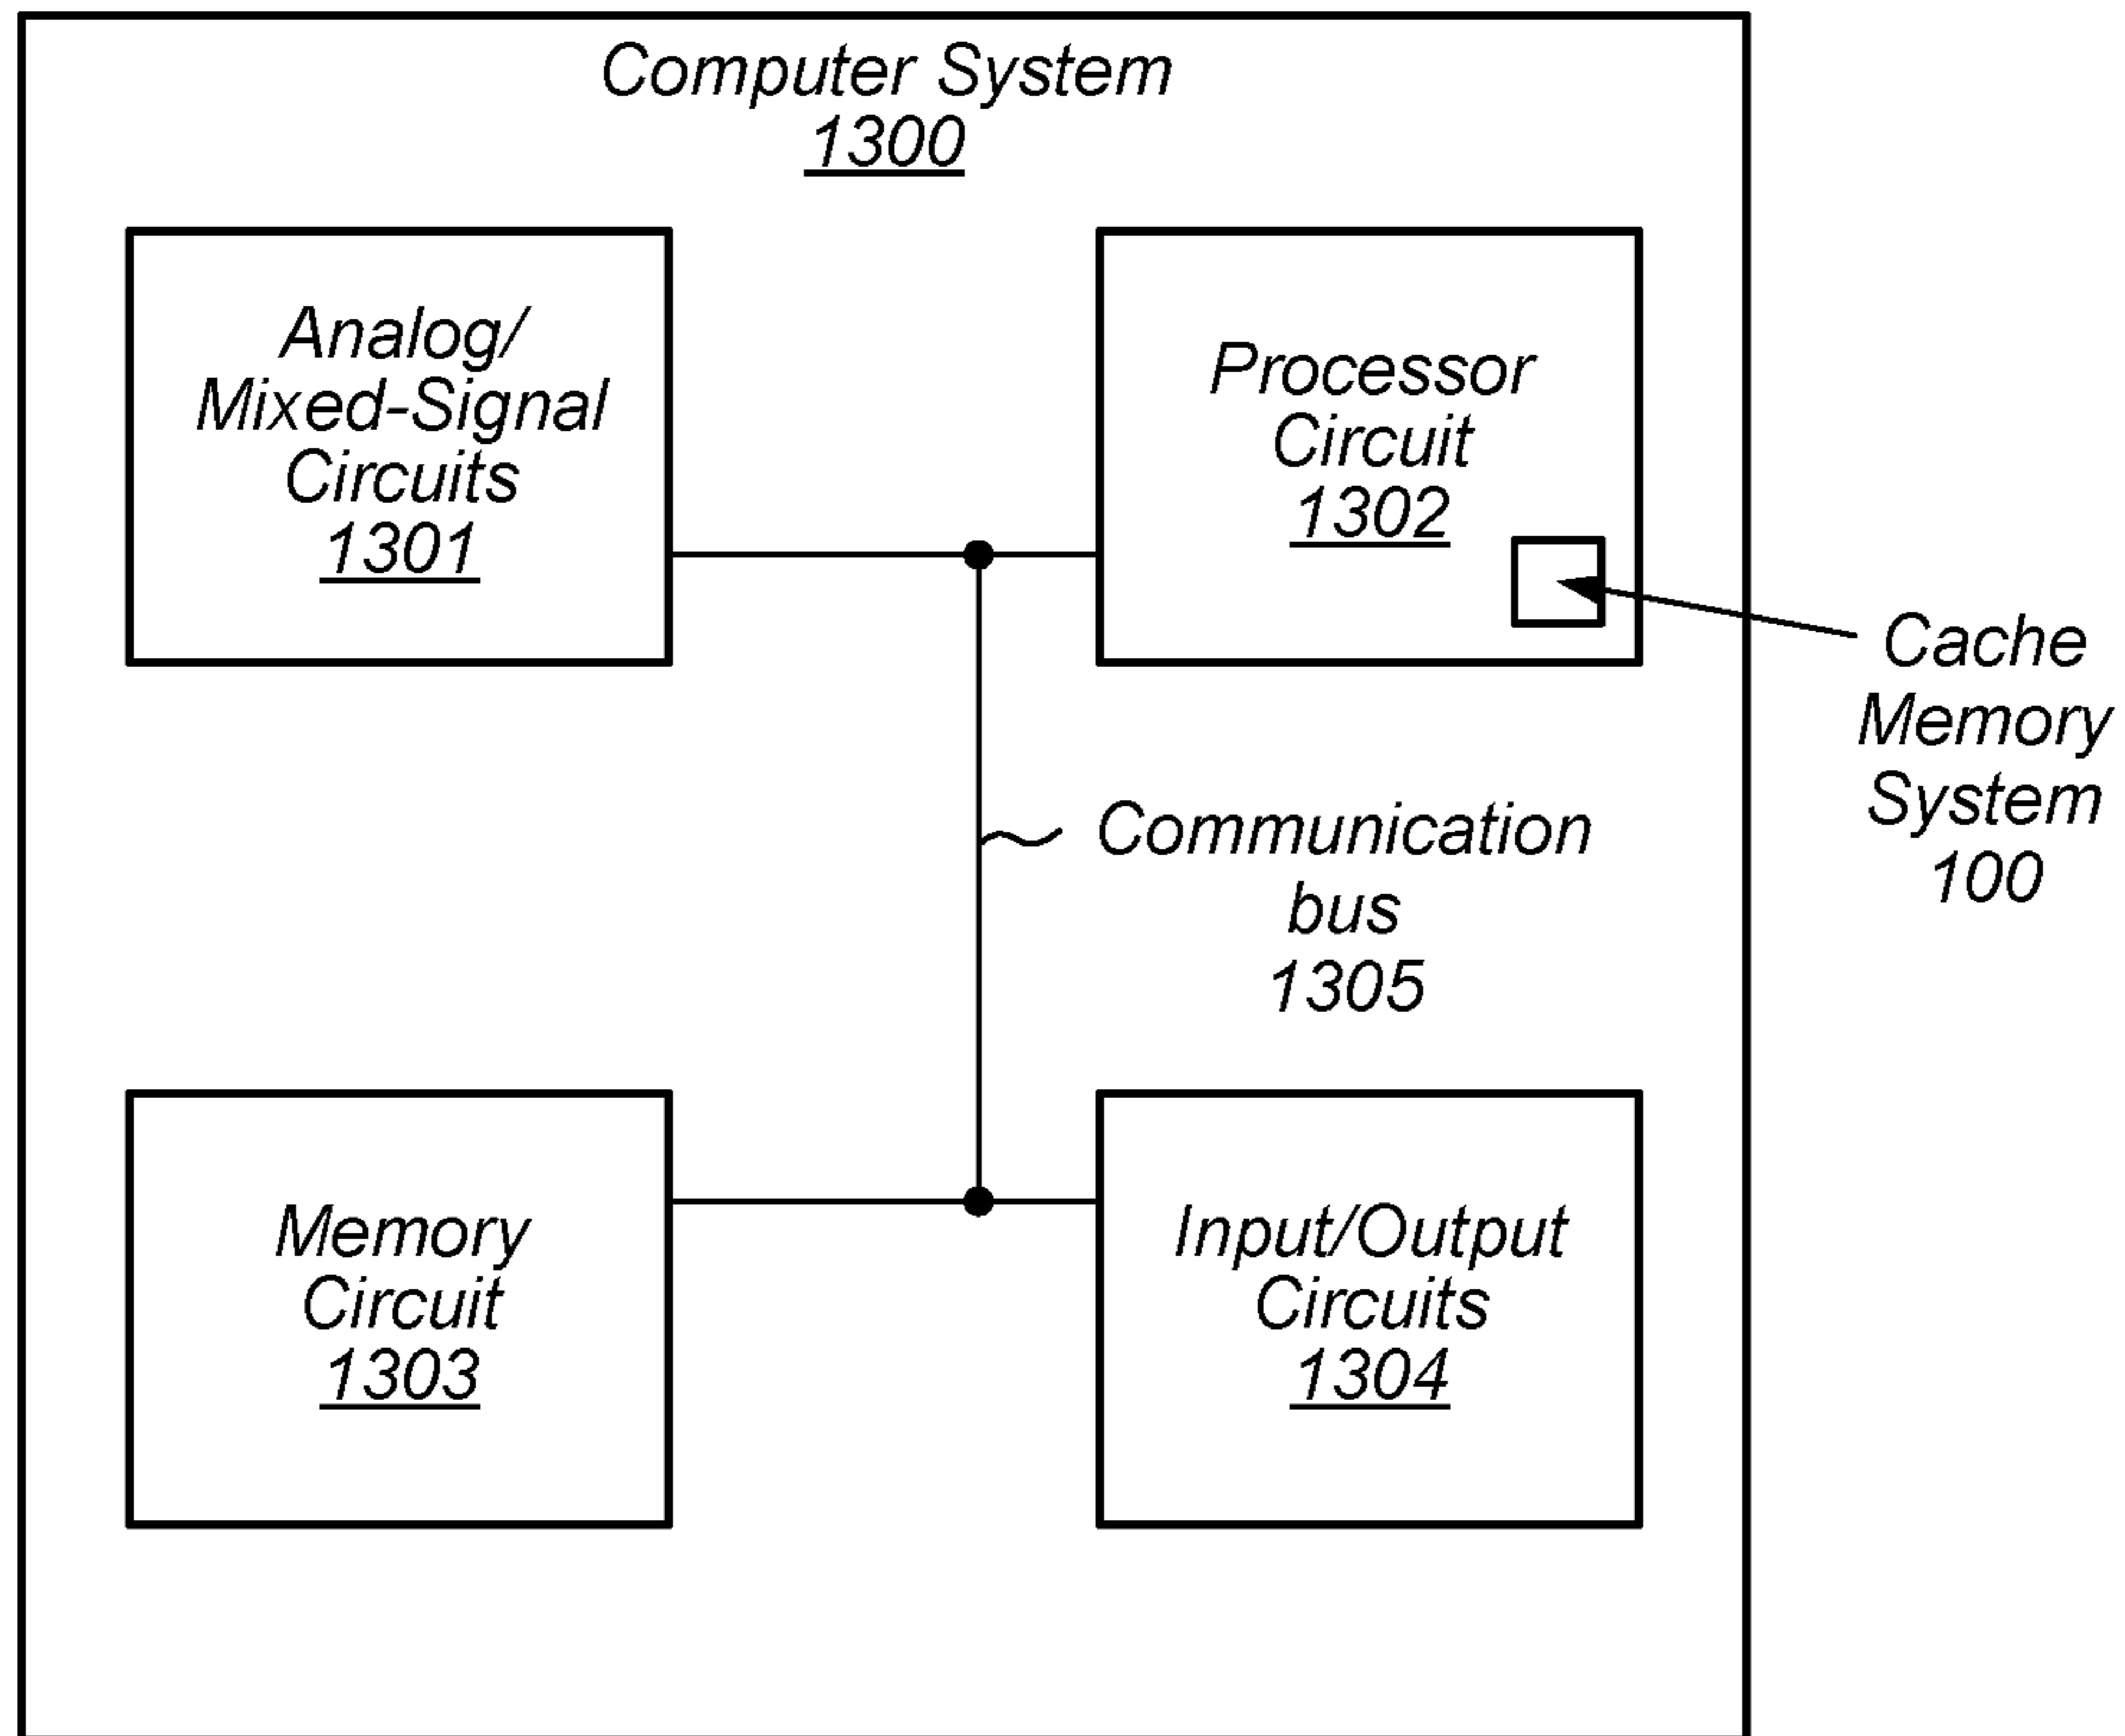 Computer System
1300
Analog/
Mixed-Signal
Circuits
1301
Processor
Circuit
1302
Cache
Memory
System
100
Communication
bus
1305
Memory
Circuit
1303
Input/Output
Circuits
1304